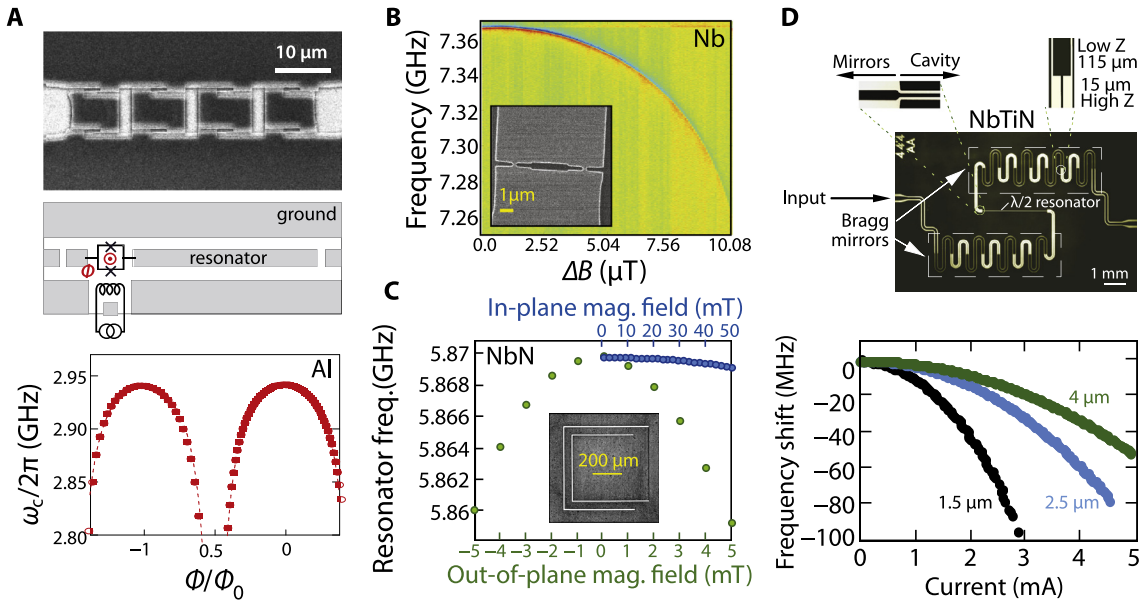 A
10 µm
ground
Φ
resonator
Al
2.95
2.90
2.85
2.80
ω_c/2π (GHz)
−1
0.5
0
Φ/Φ₀
B
Nb
7.36
7.34
7.32
7.30
7.28
7.26
Frequency (GHz)
1µm
0.0
2.52
5.04
7.56
10.08
ΔB (µT)
C
In-plane mag. field (mT)
0
10
20
30
40
50
NbN
5.87
5.868
5.866
5.864
5.862
5.86
Resonator freq.(GHz)
200 µm
−5
−4
−3
−2
−1
0
1
2
3
4
5
Out-of-plane mag. field (mT)
D
Mirrors
Cavity
Low Z
115 µm
15 µm
High Z
NbTiN
Input
Bragg
mirrors
λ/2 resonator
1 mm
0
−20
−40
−60
−80
−100
Frequency shift (MHz)
4 µm
2.5 µm
1.5 µm
0
1
2
3
4
5
Current (mA)